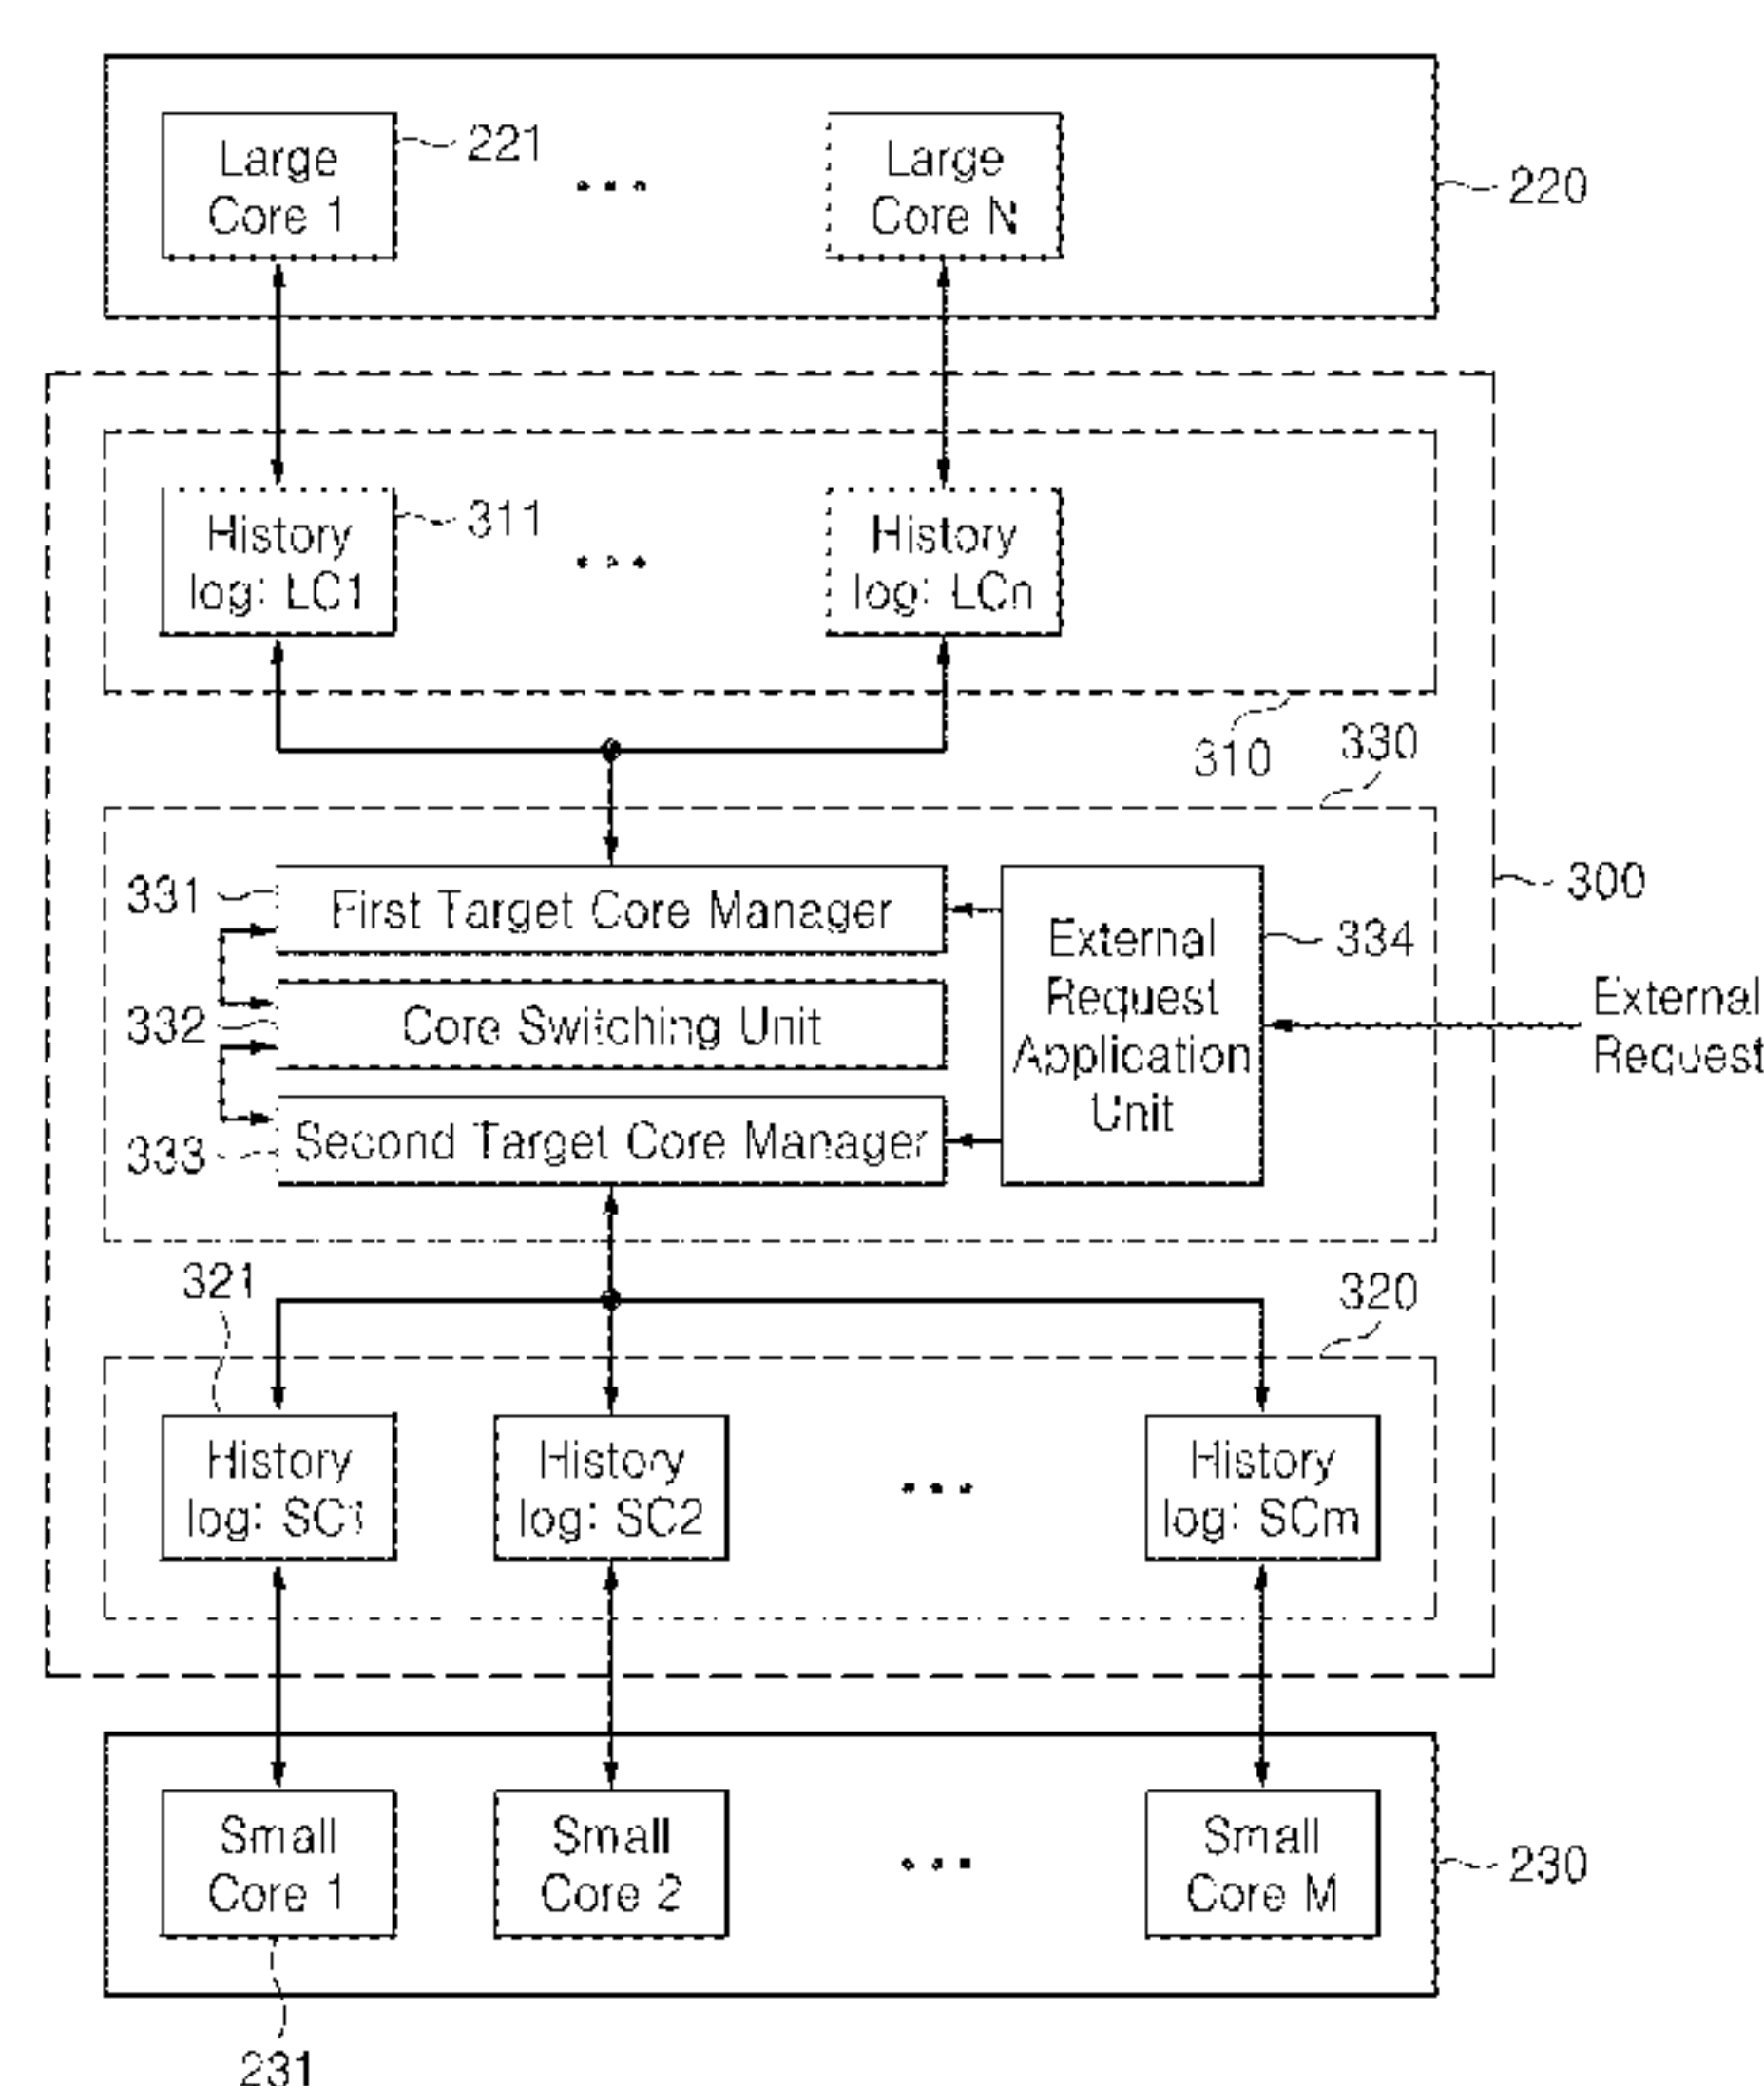 Large
Core 1
221
Large
Core N
220
History
log: LC1
311
History
log: LCn
310
330
331
First Target Core Manager
332
Core Switching Unit
333
Second Target Core Manager
External
Request
Application
Unit
334
300
External
Request
321
320
History
log: SC1
History
log: SC2
History
log: SCm
Small
Core 1
Small
Core 2
Small
Core M
230
231